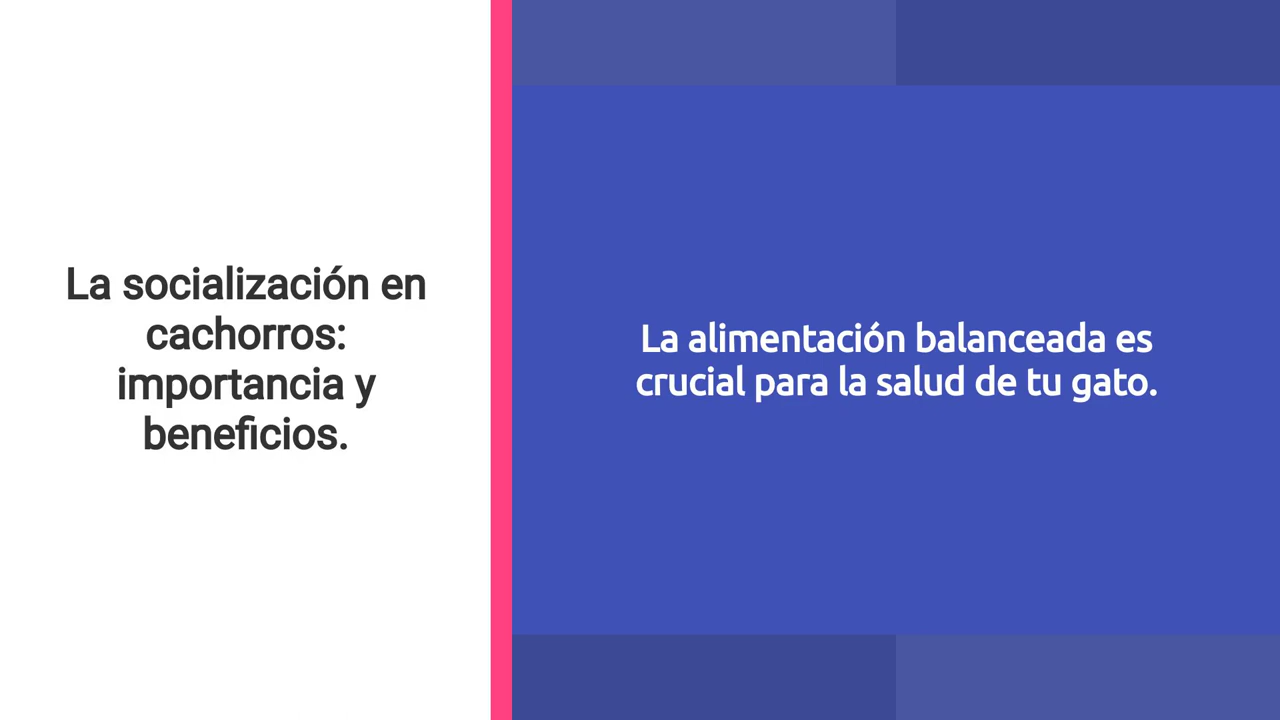 La socialización en
cachorros:
importancia y
beneficios.
La alimentación balanceada es
crucial para la salud de tu gato.